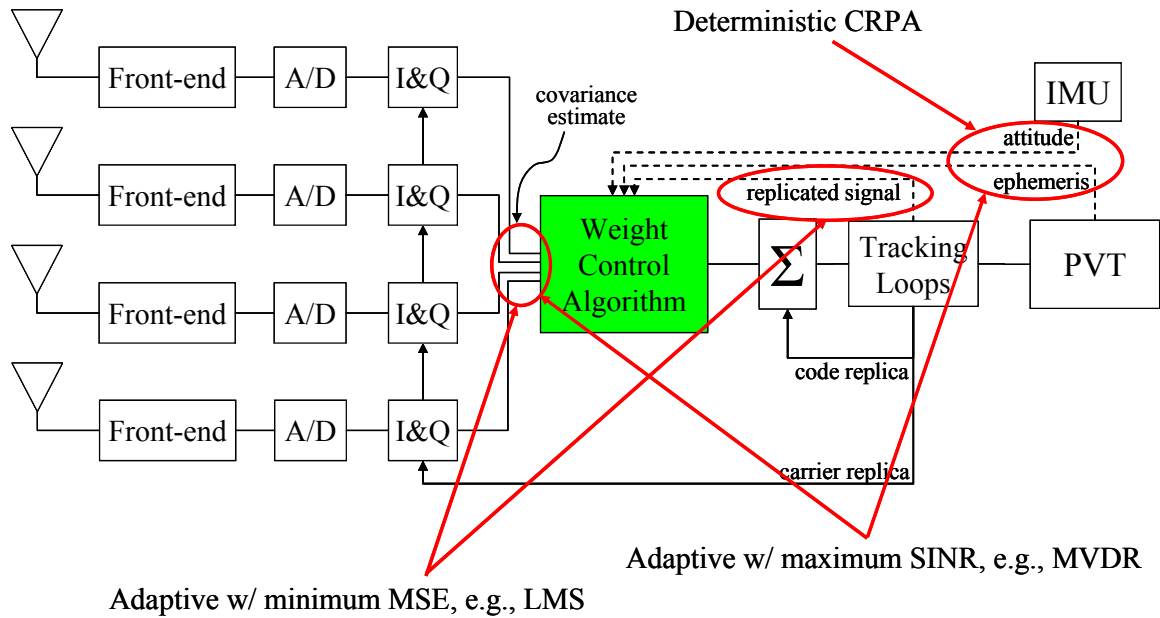 Deterministic CRPA
Front-end
A/D
I&Q
covariance
estimate
IMU
attitude
Front-end
A/D
I&Q
ephemeris
replicated signal
Weight
Control
Algorithm
Σ
Tracking
Loops
PVT
Front-end
A/D
I&Q
code replica
Front-end
A/D
I&Q
carrier replica
Adaptive w/ maximum SINR, e.g., MVDR
Adaptive w/ minimum MSE, e.g., LMS